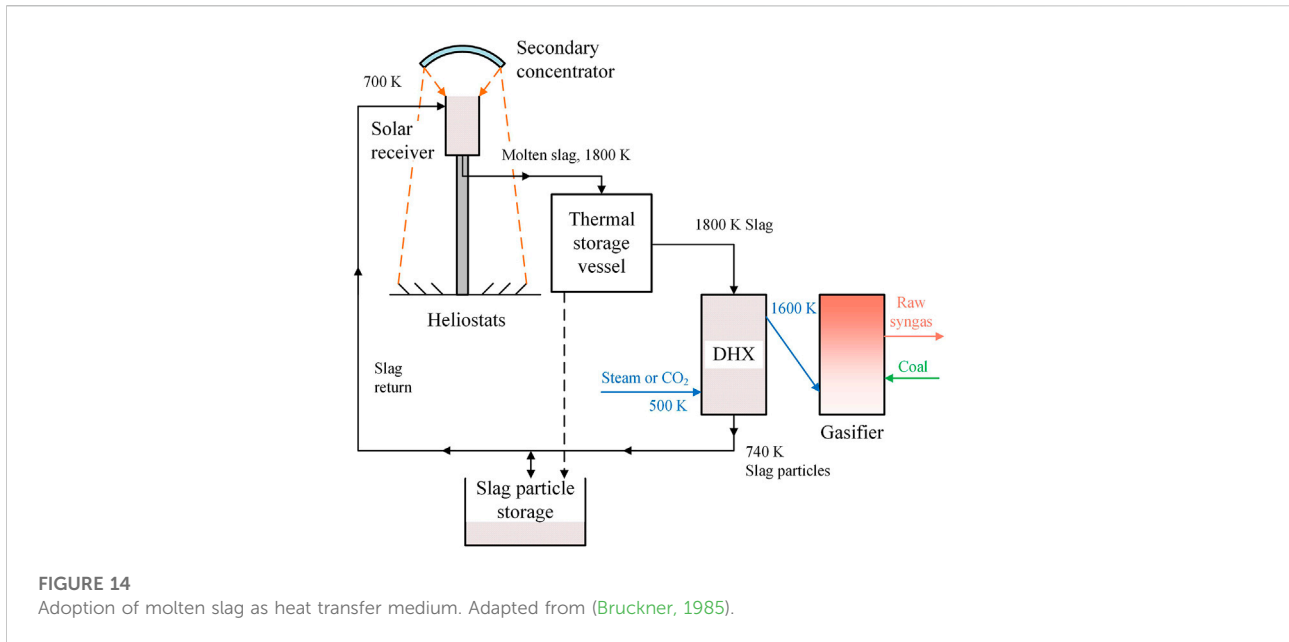 Secondary
concentrator
700 K
Solar
receiver
Molten slag, 1800 K
Thermal
storage
vessel
1800 K Slag
Heliostats
1600 K
Raw
syngas
DHX
Coal
Slag
return
Steam or CO₂
500 K
Gasifier
740 K
Slag particles
Slag particle
storage
FIGURE 14
Adoption of molten slag as heat transfer medium. Adapted from (Bruckner, 1985).